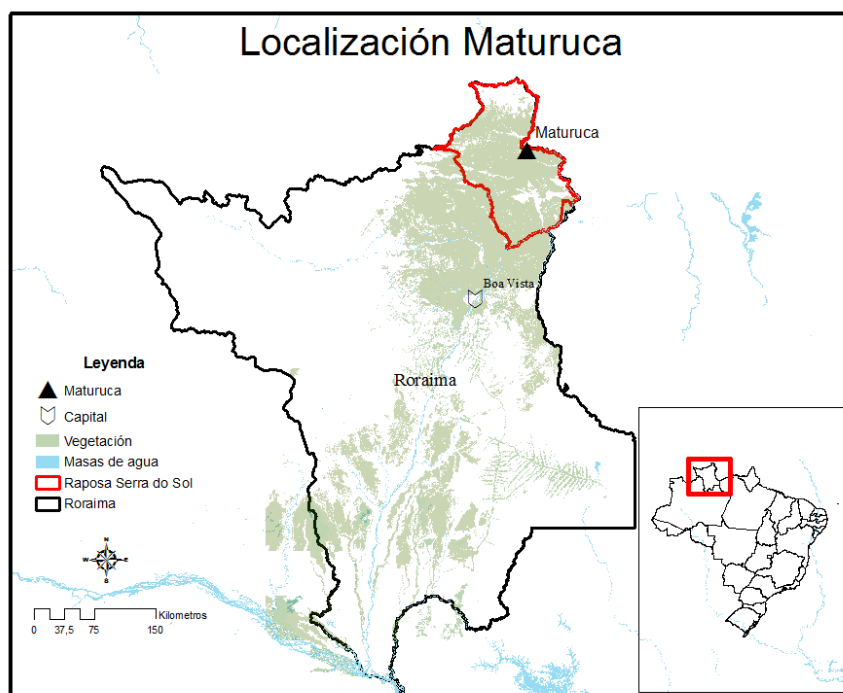 Localización Maturuca
Maturuca
Boa Vista
Roraima
Leyenda
Maturuca
Capital
Vegetación
Masas de agua
Raposa Serra do Sol
Roraima
N
W E
S
Kilometros
0 37,5 75 150